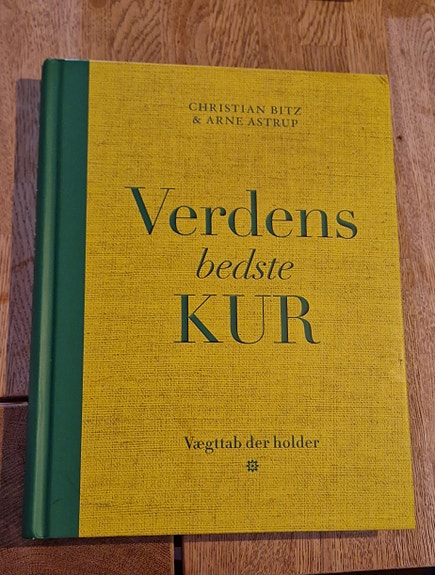 CHRISTIAN BITZ
& ARNE ASTRUP
Verdens
bedste
KUR
Vægttab der holder